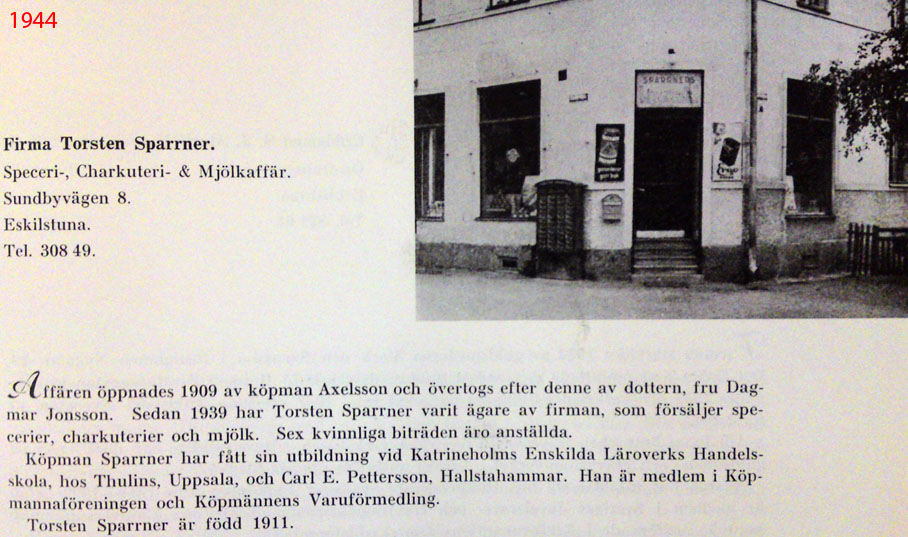 1944
SPARRNERS
Firma Torsten Sparrner.
Speceri-, Charkuteri- & Mjölkaffär.
Sundbyvägen 8.
Eskilstuna.
Tel. 308 49.
Affären öppnades 1909 av köpman Axelsson och övertogs efter denne av dottern, fru Dag-
mar Jonsson. Sedan 1939 har Torsten Sparrner varit ägare av firman, som försäljer spe-
cerier, charkuterier och mjölk. Sex kvinnliga biträden äro anställda.
Köpman Sparrner har fått sin utbildning vid Katrineholms Enskilda Läroverks Handels-
skola, hos Thulins, Uppsala, och Carl E. Pettersson, Hallstahammar. Han är medlem i Köp-
mannaföreningen och Köpmännens Varuförmedling.
Torsten Sparrner är född 1911.